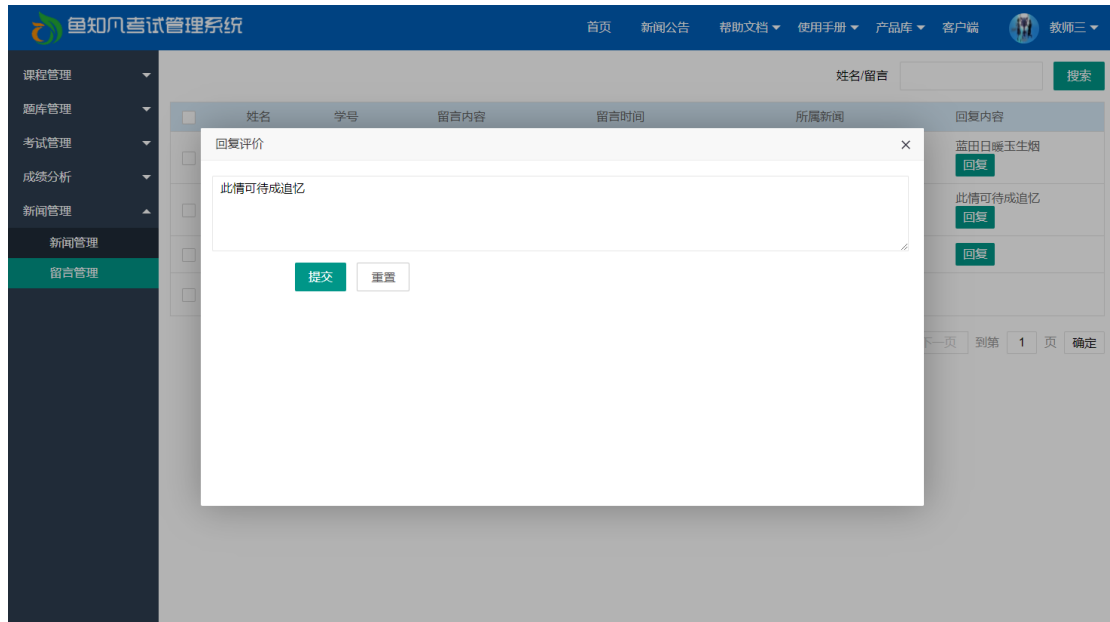 鱼知凡考试管理系统
首页 新闻公告 帮助文档 使用手册 产品库 客户端 教师三
课程管理
题库管理
考试管理
成绩分析
新闻管理
新闻管理
留言管理
姓名/留言 搜索
姓名 学号 留言内容 留言时间 所属新闻 回复内容
回复评价
此情可待成追忆
提交 重置
蓝田日暖玉生烟
回复
此情可待成追忆
回复
回复
下一页 到第 1 页 确定